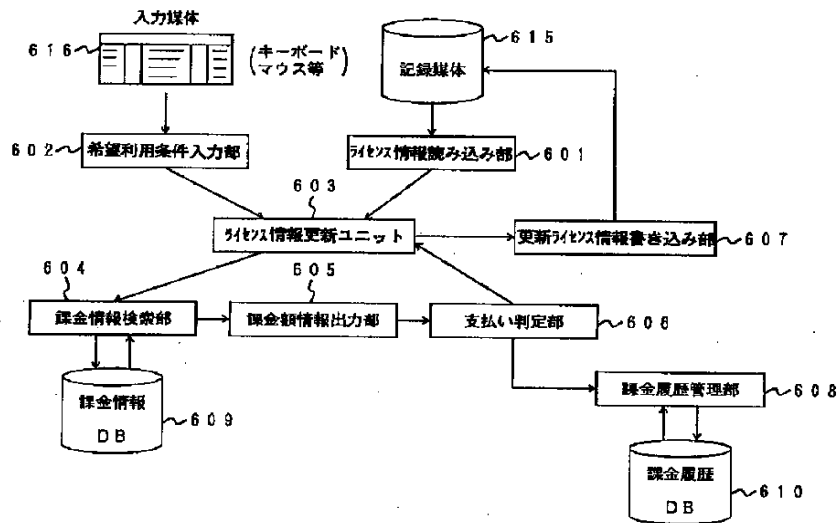 入力媒体
616
(キーボード
マウス等)
615
記録媒体
602
希望利用条件入力部
ライセンス情報読み込み部
601
603
ライセンス情報更新ユニット
更新ライセンス情報書き込み部
607
604
605
課金情報検索部
課金額情報出力部
支払い判定部
606
課金情報
DB
609
課金履歴管理部
608
課金履歴
DB
610